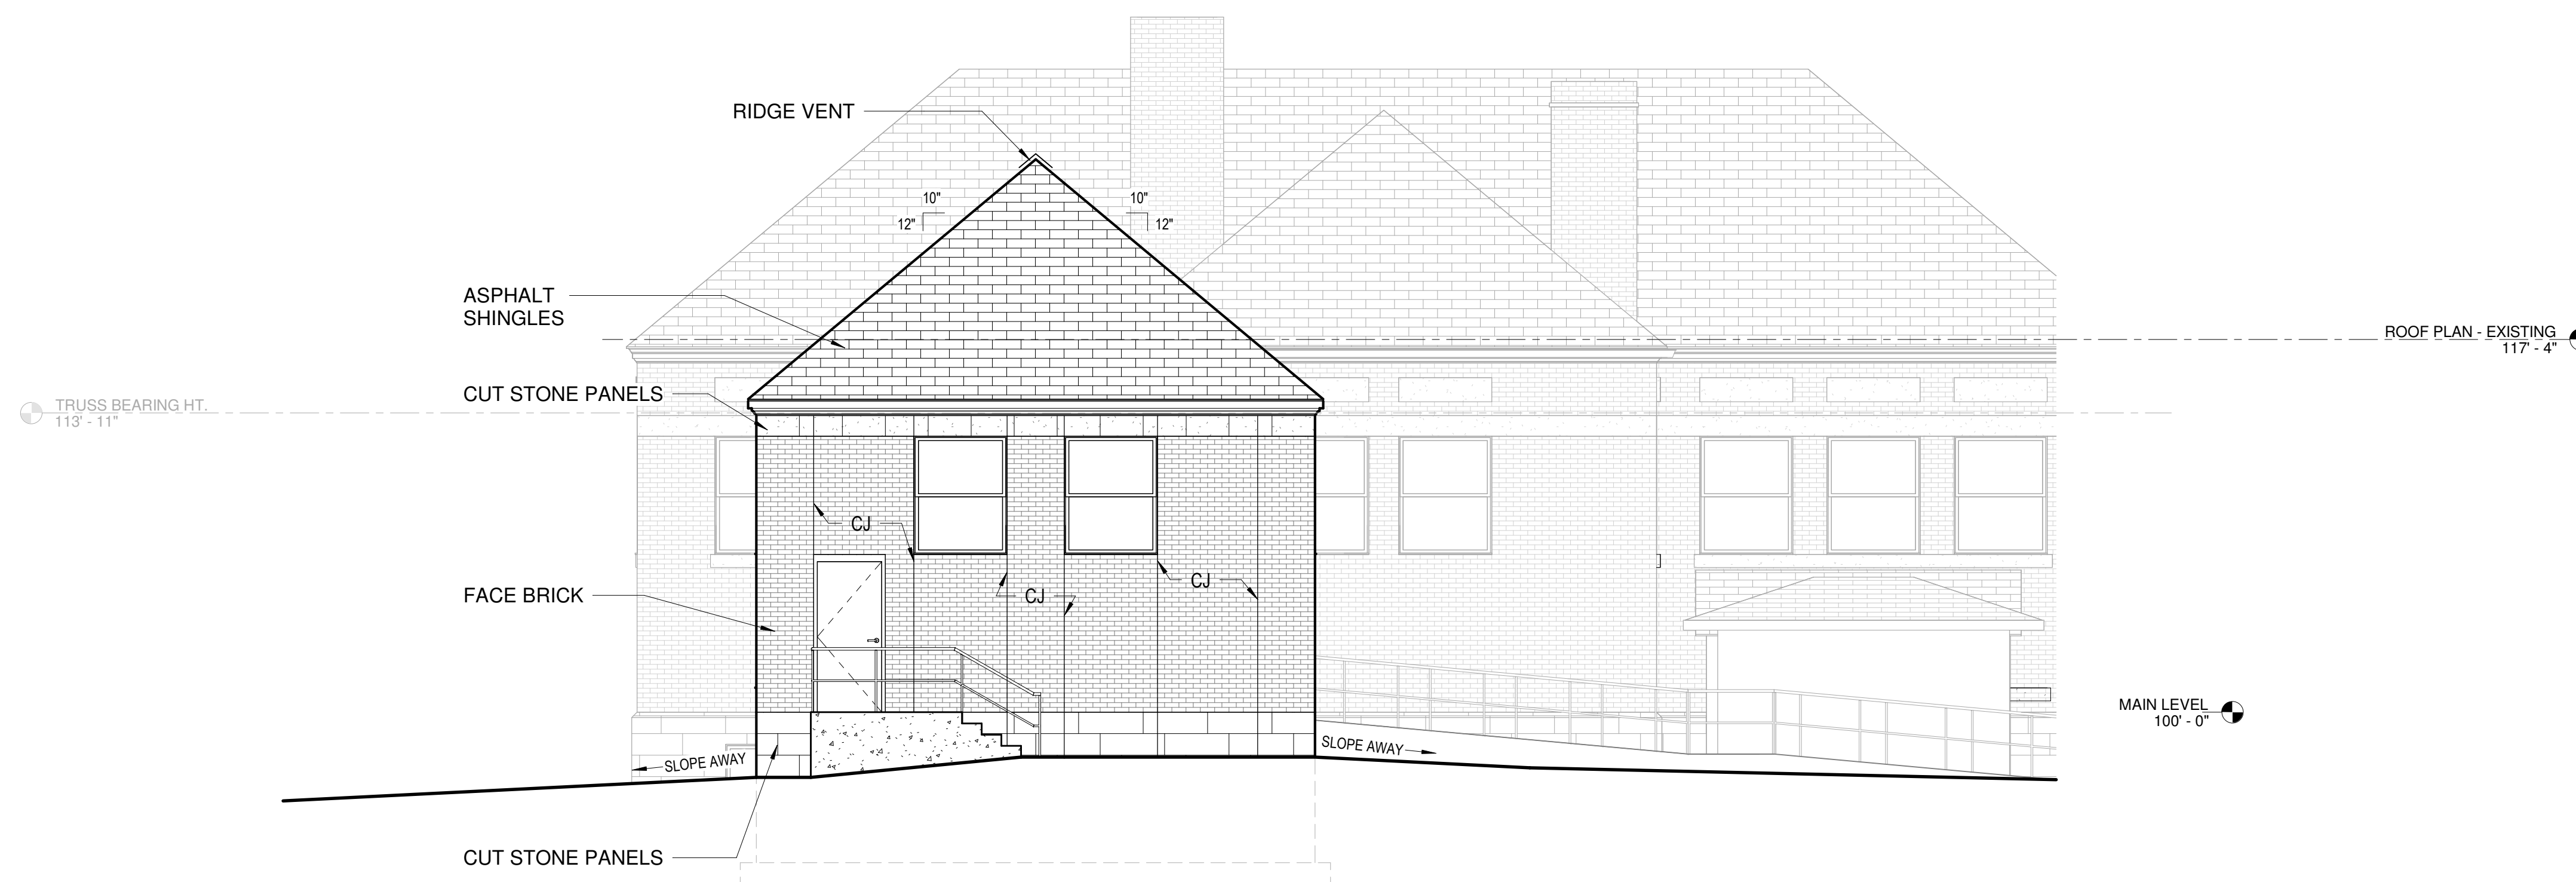 RIDGE VENT
10"
12"
10"
12"
ASPHALT
SHINGLES
ROOF PLAN - EXISTING
117' - 4"
CUT STONE PANELS
TRUSS BEARING HT.
113' - 11"
CJ
CJ
CJ
FACE BRICK
MAIN LEVEL
100' - 0"
SLOPE AWAY
SLOPE AWAY
CUT STONE PANELS